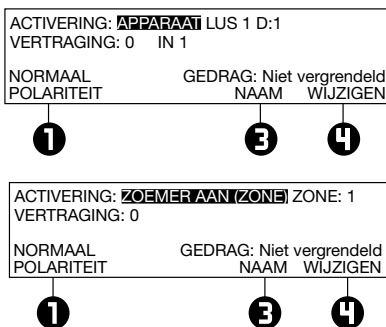 ACTIVERING: APPARAAT LUS 1 D:1
VERTRAGING: 0 IN 1
NORMAAL GEDRAG: Niet vergrendeld
POLARITEIT NAAM WIJZIGEN
1 3 4
ACTIVERING: ZOEMER AAN (ZONE) ZONE: 1
VERTRAGING: 0
NORMAAL GEDRAG: Niet vergrendeld
POLARITEIT NAAM WIJZIGEN
1 3 4